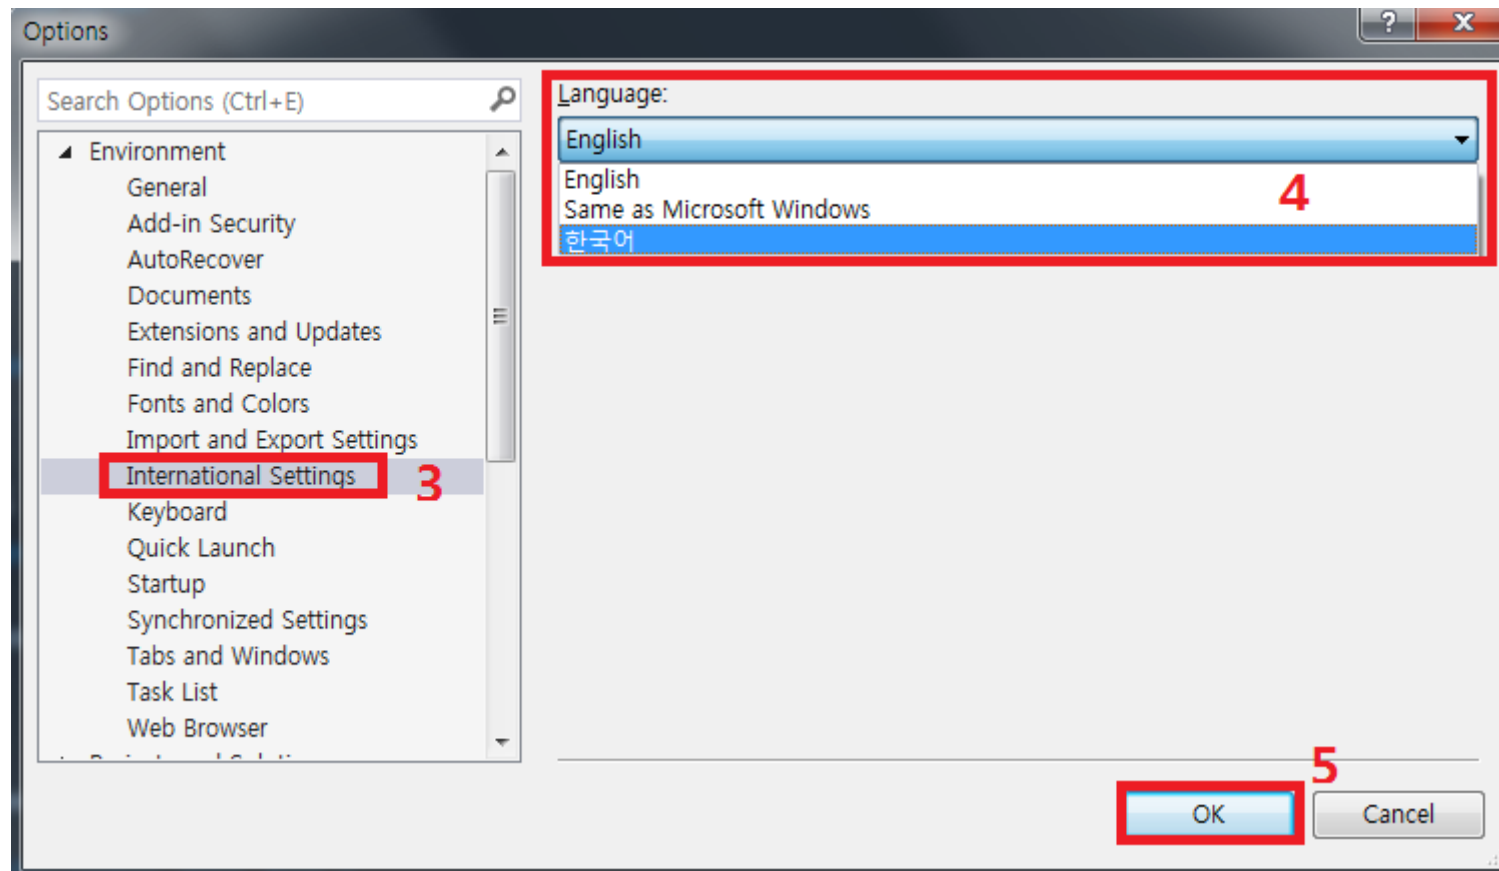 Options
?
X
Search Options (Ctrl+E)
Environment
General
Add-in Security
AutoRecover
Documents
Extensions and Updates
Find and Replace
Fonts and Colors
Import and Export Settings
International Settings
3
Keyboard
Quick Launch
Startup
Synchronized Settings
Tabs and Windows
Task List
Web Browser
Language:
English
English
Same as Microsoft Windows
한국어
4
5
OK
Cancel